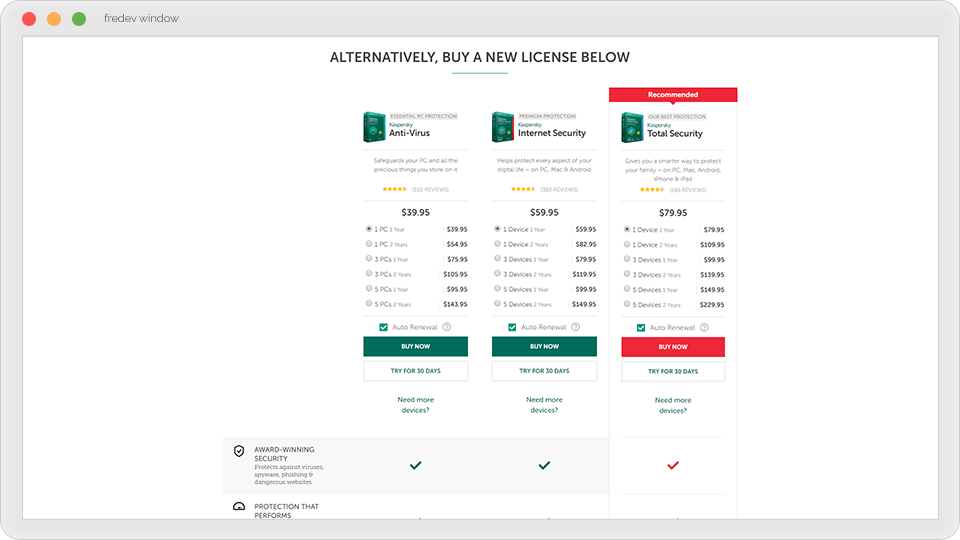 fredev window
ALTERNATIVELY, BUY A NEW LICENSE BELOW
Recommended
ESSENTIAL PC PROTECTION
Kaspersky
Anti-Virus
Safeguards your PC and all the
precious things you store on it
(102 REVIEWS)
$39.95
1 PC 1 Year $39.95
1 PC 2 Years $54.95
3 PCs 1 Year $75.95
3 PCs 2 Years $105.95
5 PCs 1 Year $95.95
5 PCs 2 Years $143.95
Auto Renewal ?
BUY NOW
TRY FOR 30 DAYS
Need more
devices?
PREMIUM PROTECTION
Kaspersky
Internet Security
Helps protect every aspect of your
digital life – on PC, Mac & Android
(392 REVIEWS)
$59.95
1 Device 1 Year $59.95
1 Device 2 Years $82.95
3 Devices 1 Year $79.95
3 Devices 2 Years $119.95
5 Devices 1 Year $99.95
5 Devices 2 Years $149.95
Auto Renewal ?
BUY NOW
TRY FOR 30 DAYS
Need more
devices?
OUR BEST PROTECTION
Kaspersky
Total Security
Gives you a smarter way to protect
your family – on PC, Mac, Android,
iPhone & iPad
(146 REVIEWS)
$79.95
1 Device 1 Year $79.95
1 Device 2 Years $109.95
3 Devices 1 Year $99.95
3 Devices 2 Years $139.95
5 Devices 1 Year $149.95
5 Devices 2 Years $229.95
Auto Renewal ?
BUY NOW
TRY FOR 30 DAYS
Need more
devices?
AWARD-WINNING
SECURITY
Protects against viruses,
spyware, phishing &
dangerous websites
PROTECTION THAT
PERFORMS